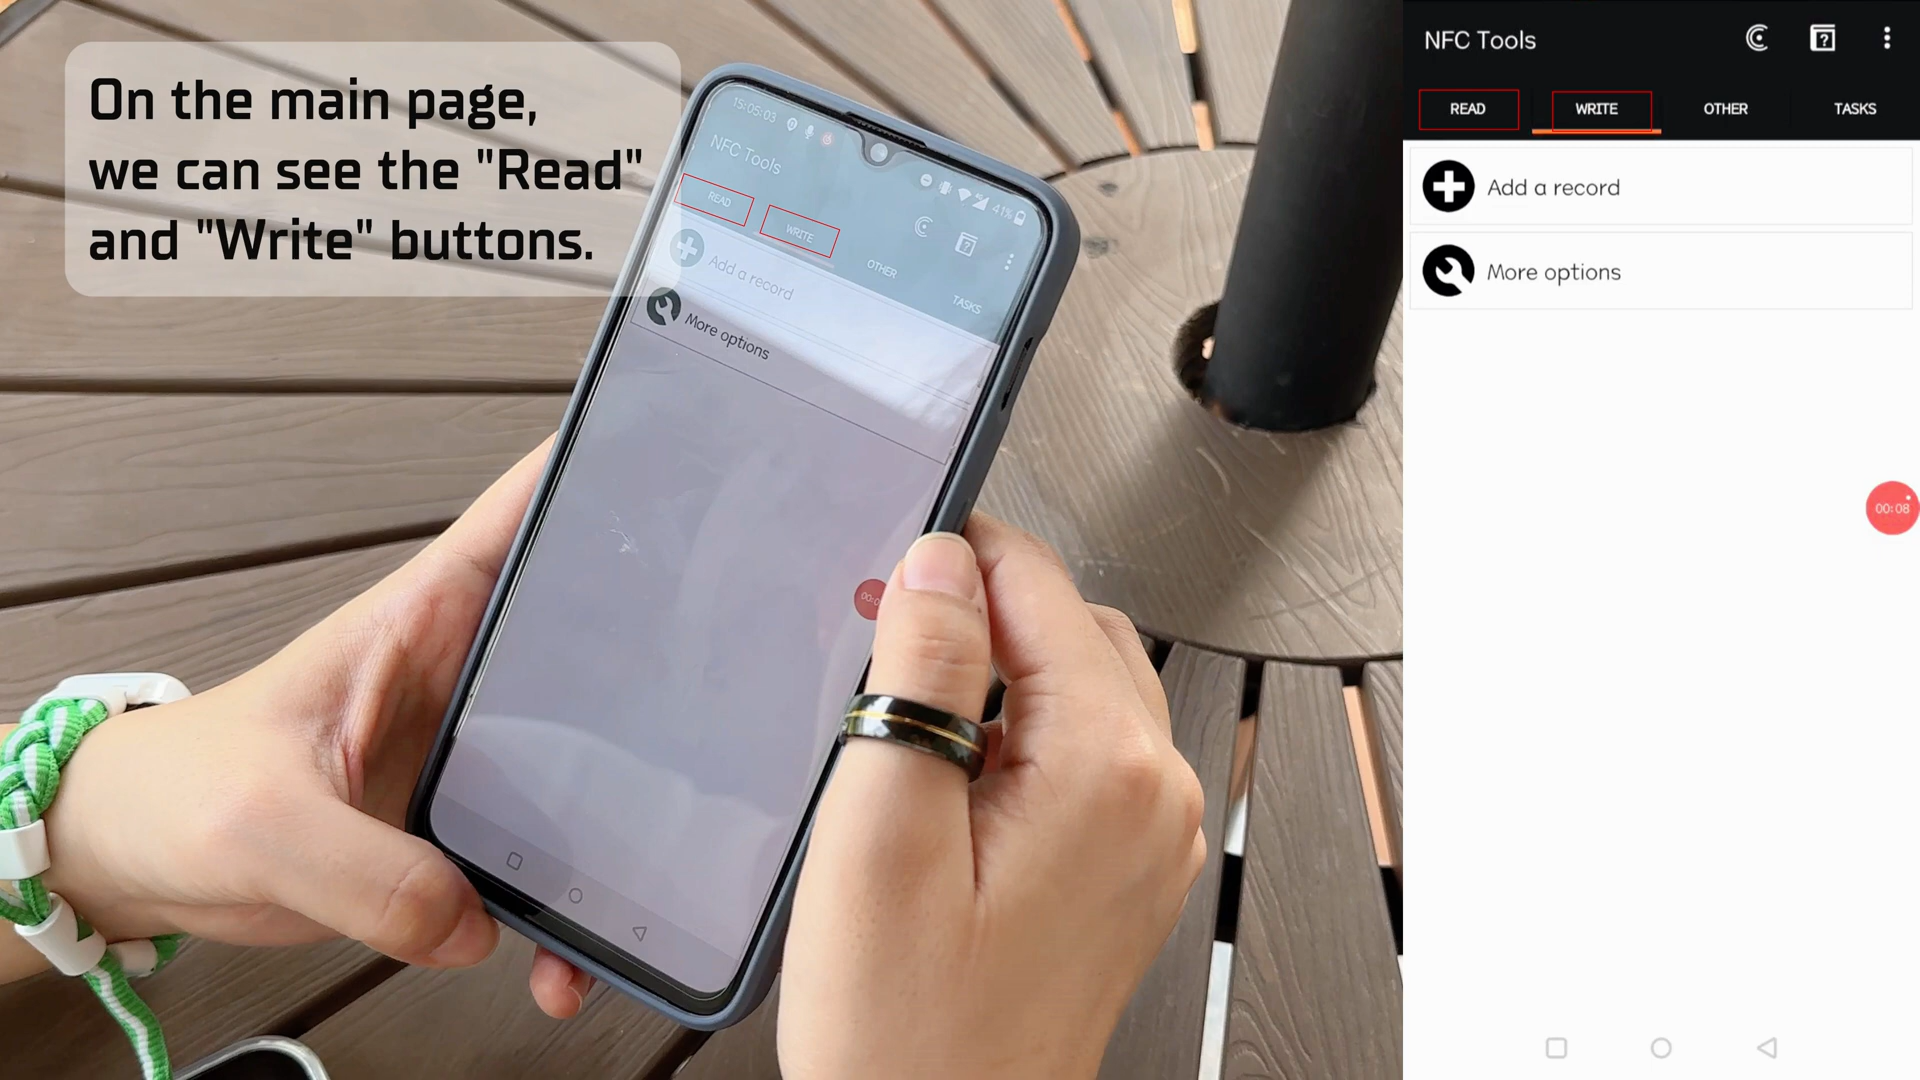 On the main page,
we can see the "Read"
and "Write" buttons.
15:05:03
41%
NFC Tools
READ
WRITE
OTHER
TASKS
Add a record
More options
NFC Tools
READ
WRITE
OTHER
TASKS
Add a record
More options
00:08